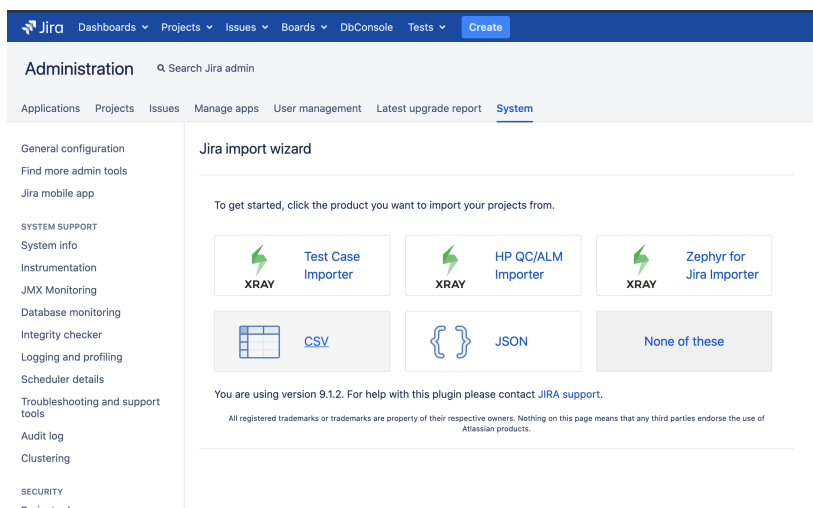 Jira Dashboards Projects Issues Boards DbConsole Tests Create
Administration Search Jira admin
Applications Projects Issues Manage apps User management Latest upgrade report System
General configuration
Find more admin tools
Jira mobile app
SYSTEM SUPPORT
System info
Instrumentation
JMX Monitoring
Database monitoring
Integrity checker
Logging and profiling
Scheduler details
Troubleshooting and support
tools
Audit log
Clustering
SECURITY
Jira import wizard
To get started, click the product you want to import your projects from.
XRAY
Test Case
Importer
XRAY
HP QC/ALM
Importer
XRAY
Zephyr for
Jira Importer
CSV
{ } JSON
None of these
You are using version 9.1.2. For help with this plugin please contact JIRA support.
All registered trademarks or trademarks are property of their respective owners. Nothing on this page means that any third parties endorse the use of
Atlassian products.